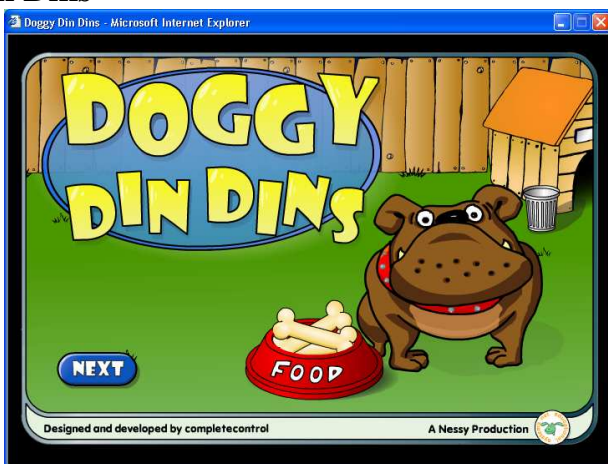 Doggy Din Dins - Microsoft Internet Explorer
DOGGY
DIN DINS
FOOD
NEXT
Designed and developed by completecontrol
A Nessy Production